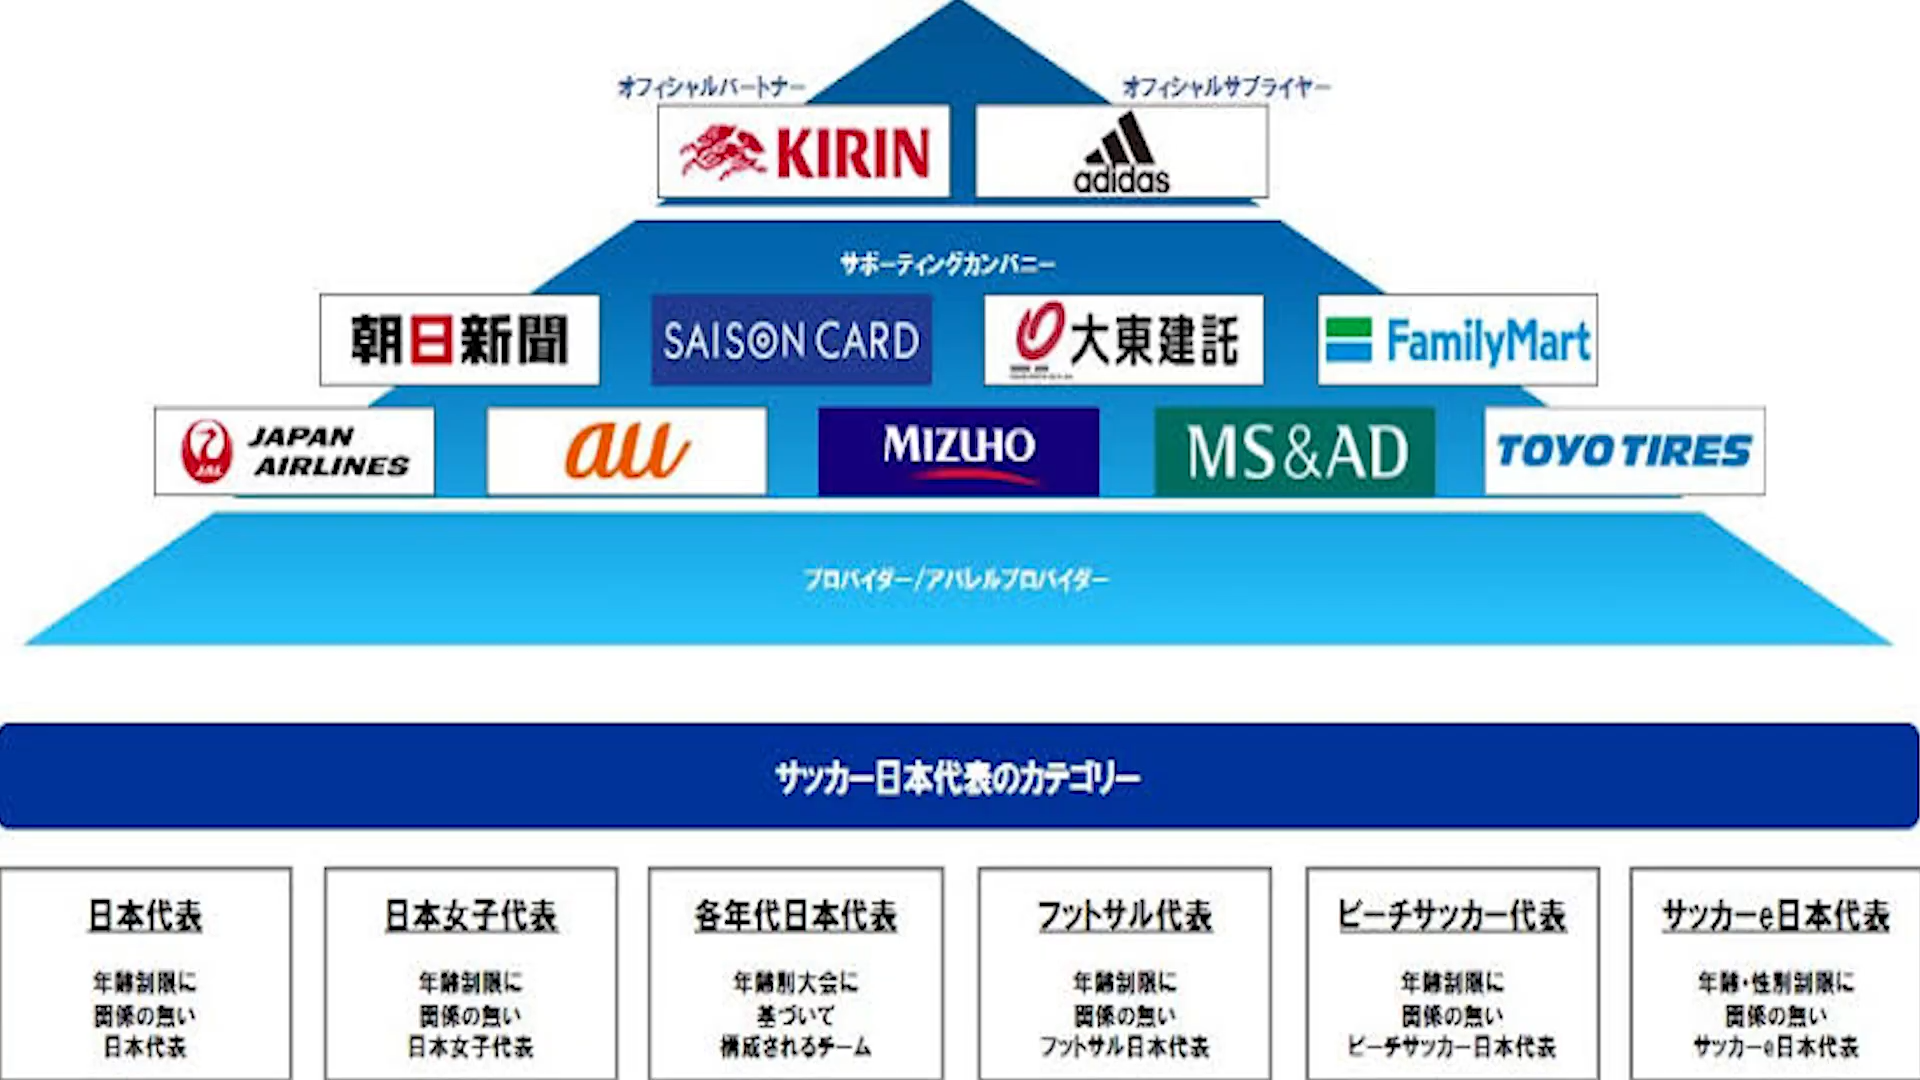 オフィシャルパートナー
オフィシャルサプライヤー
KIRIN
adidas
サポーティングカンパニー
朝日新聞
SAISON CARD
大東建託
FamilyMart
JAL
JAPAN
AIRLINES
au
MIZUHO
MS&AD
TOYO TIRES
プロバイダー/アパレルプロバイダー
サッカー日本代表のカテゴリー
日本代表
年齢制限に
関係の無い
日本代表
日本女子代表
年齢制限に
関係の無い
日本女子代表
各年代日本代表
年齢別大会に
基づいて
構成されるチーム
フットサル代表
年齢制限に
関係の無い
フットサル日本代表
ビーチサッカー代表
年齢制限に
関係の無い
ビーチサッカー日本代表
サッカーe日本代表
年齢・性別制限に
関係の無い
サッカーe日本代表